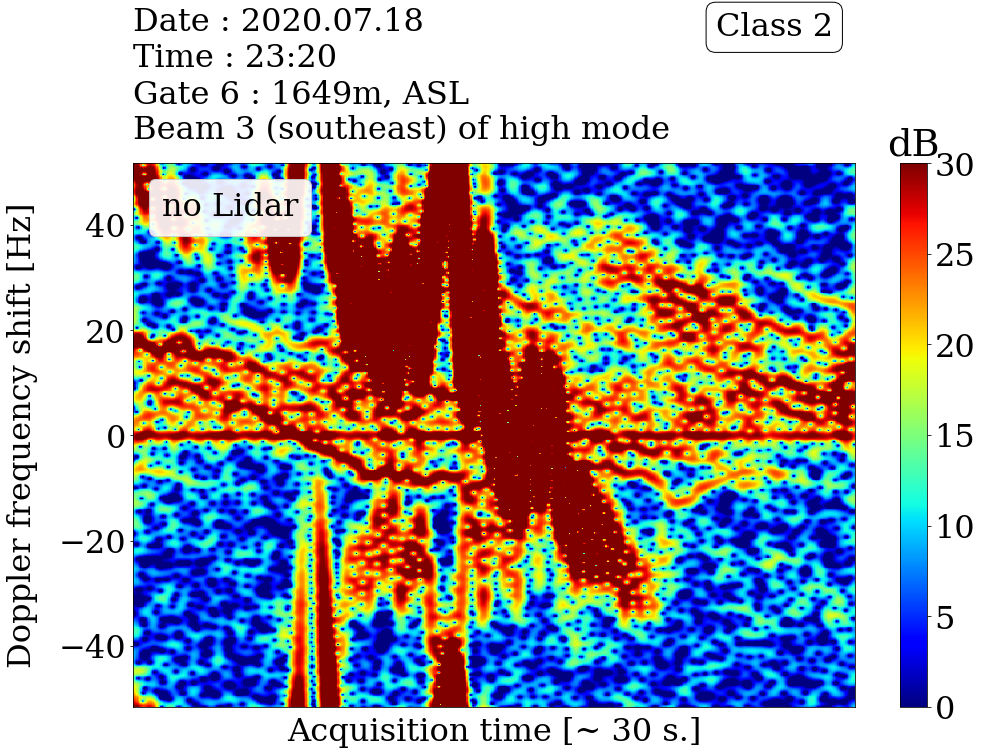 Date : 2020.07.18
Time : 23:20
Gate 6 : 1649m, ASL
Beam 3 (southeast) of high mode
Class 2
dB
no Lidar
Doppler frequency shift [Hz]
40
20
0
−20
−40
Acquisition time [~ 30 s.]
30
25
20
15
10
5
0